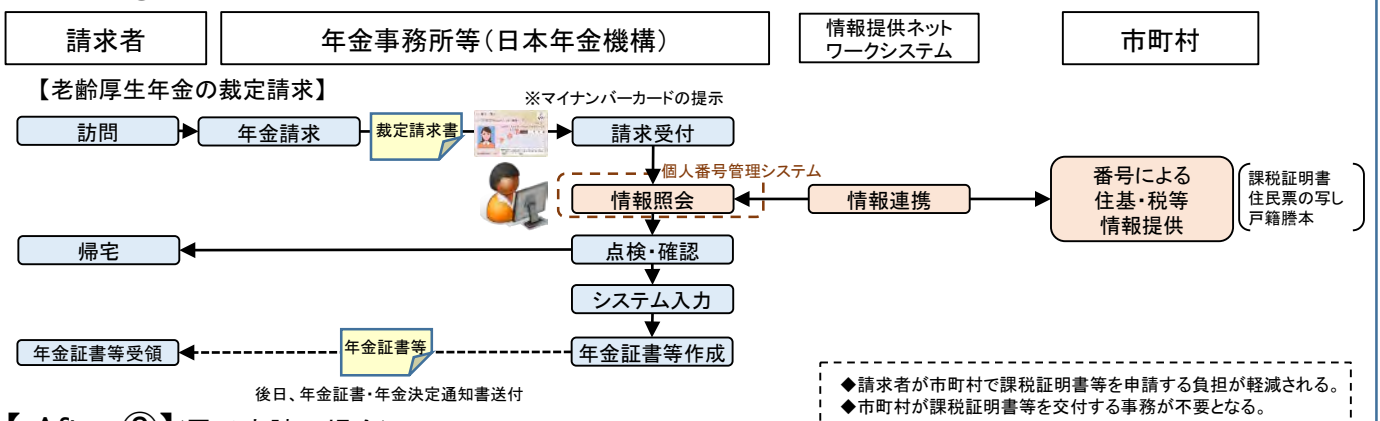 請求者
年金事務所等(日本年金機構)
情報提供ネット
ワークシステム
市町村
【老齢厚生年金の裁定請求】
※マイナンバーカードの提示
訪問
年金請求
裁定請求書
請求受付
個人番号管理システム
情報照会
情報連携
番号による
住基・税等
情報提供
課税証明書
住民票の写し
戸籍謄本
帰宅
点検・確認
システム入力
年金証書等受領
年金証書等
年金証書等作成
後日、年金証書・年金決定通知書送付
◆請求者が市町村で課税証明書等を申請する負担が軽減される。
◆市町村が課税証明書等を交付する事務が不要となる。